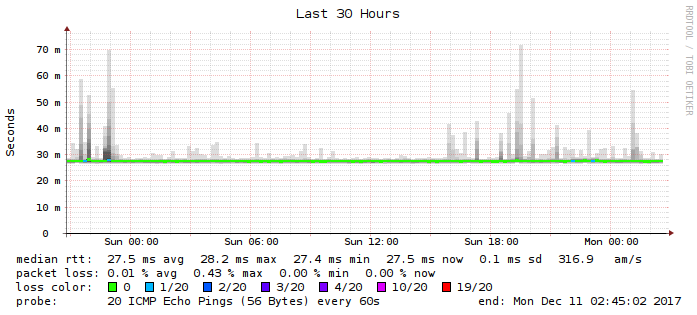 Last 30 Hours
RRDTOOL / TOBI OETIKER
Seconds
70 m
60 m
50 m
40 m
30 m
20 m
10 m
0
Sun 00:00 Sun 06:00 Sun 12:00 Sun 18:00 Mon 00:00
median rtt: 27.5 ms avg 28.2 ms max 27.4 ms min 27.5 ms now 0.1 ms sd 316.9 am/s
packet loss: 0.01 % avg 0.43 % max 0.00 % min 0.00 % now
loss color: 0 1/20 2/20 3/20 4/20 10/20 19/20
probe: 20 ICMP Echo Pings (56 Bytes) every 60s end: Mon Dec 11 02:45:02 2017